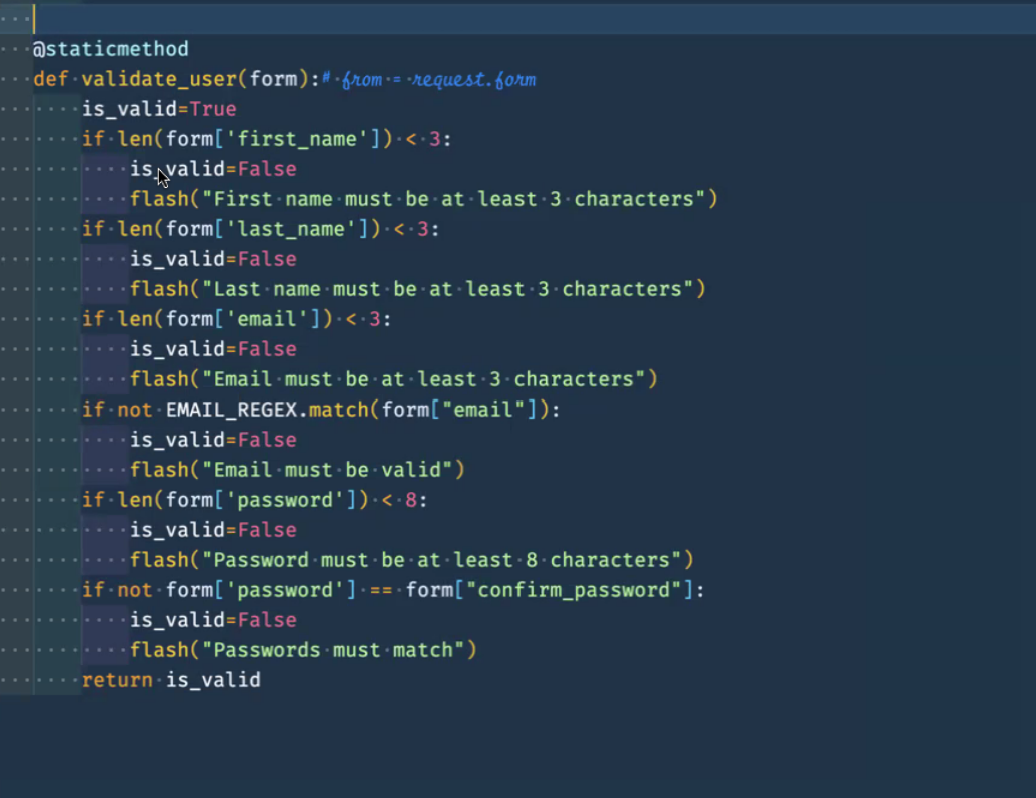 @staticmethod
def validate_user(form):# from = request.form
is_valid=True
if len(form['first_name']) < 3:
is_valid=False
flash("First name must be at least 3 characters")
if len(form['last_name']) < 3:
is_valid=False
flash("Last name must be at least 3 characters")
if len(form['email']) < 3:
is_valid=False
flash("Email must be at least 3 characters")
if not EMAIL_REGEX.match(form["email"]):
is_valid=False
flash("Email must be valid")
if len(form['password']) < 8:
is_valid=False
flash("Password must be at least 8 characters")
if not form['password'] == form["confirm_password"]:
is_valid=False
flash("Passwords must match")
return is_valid